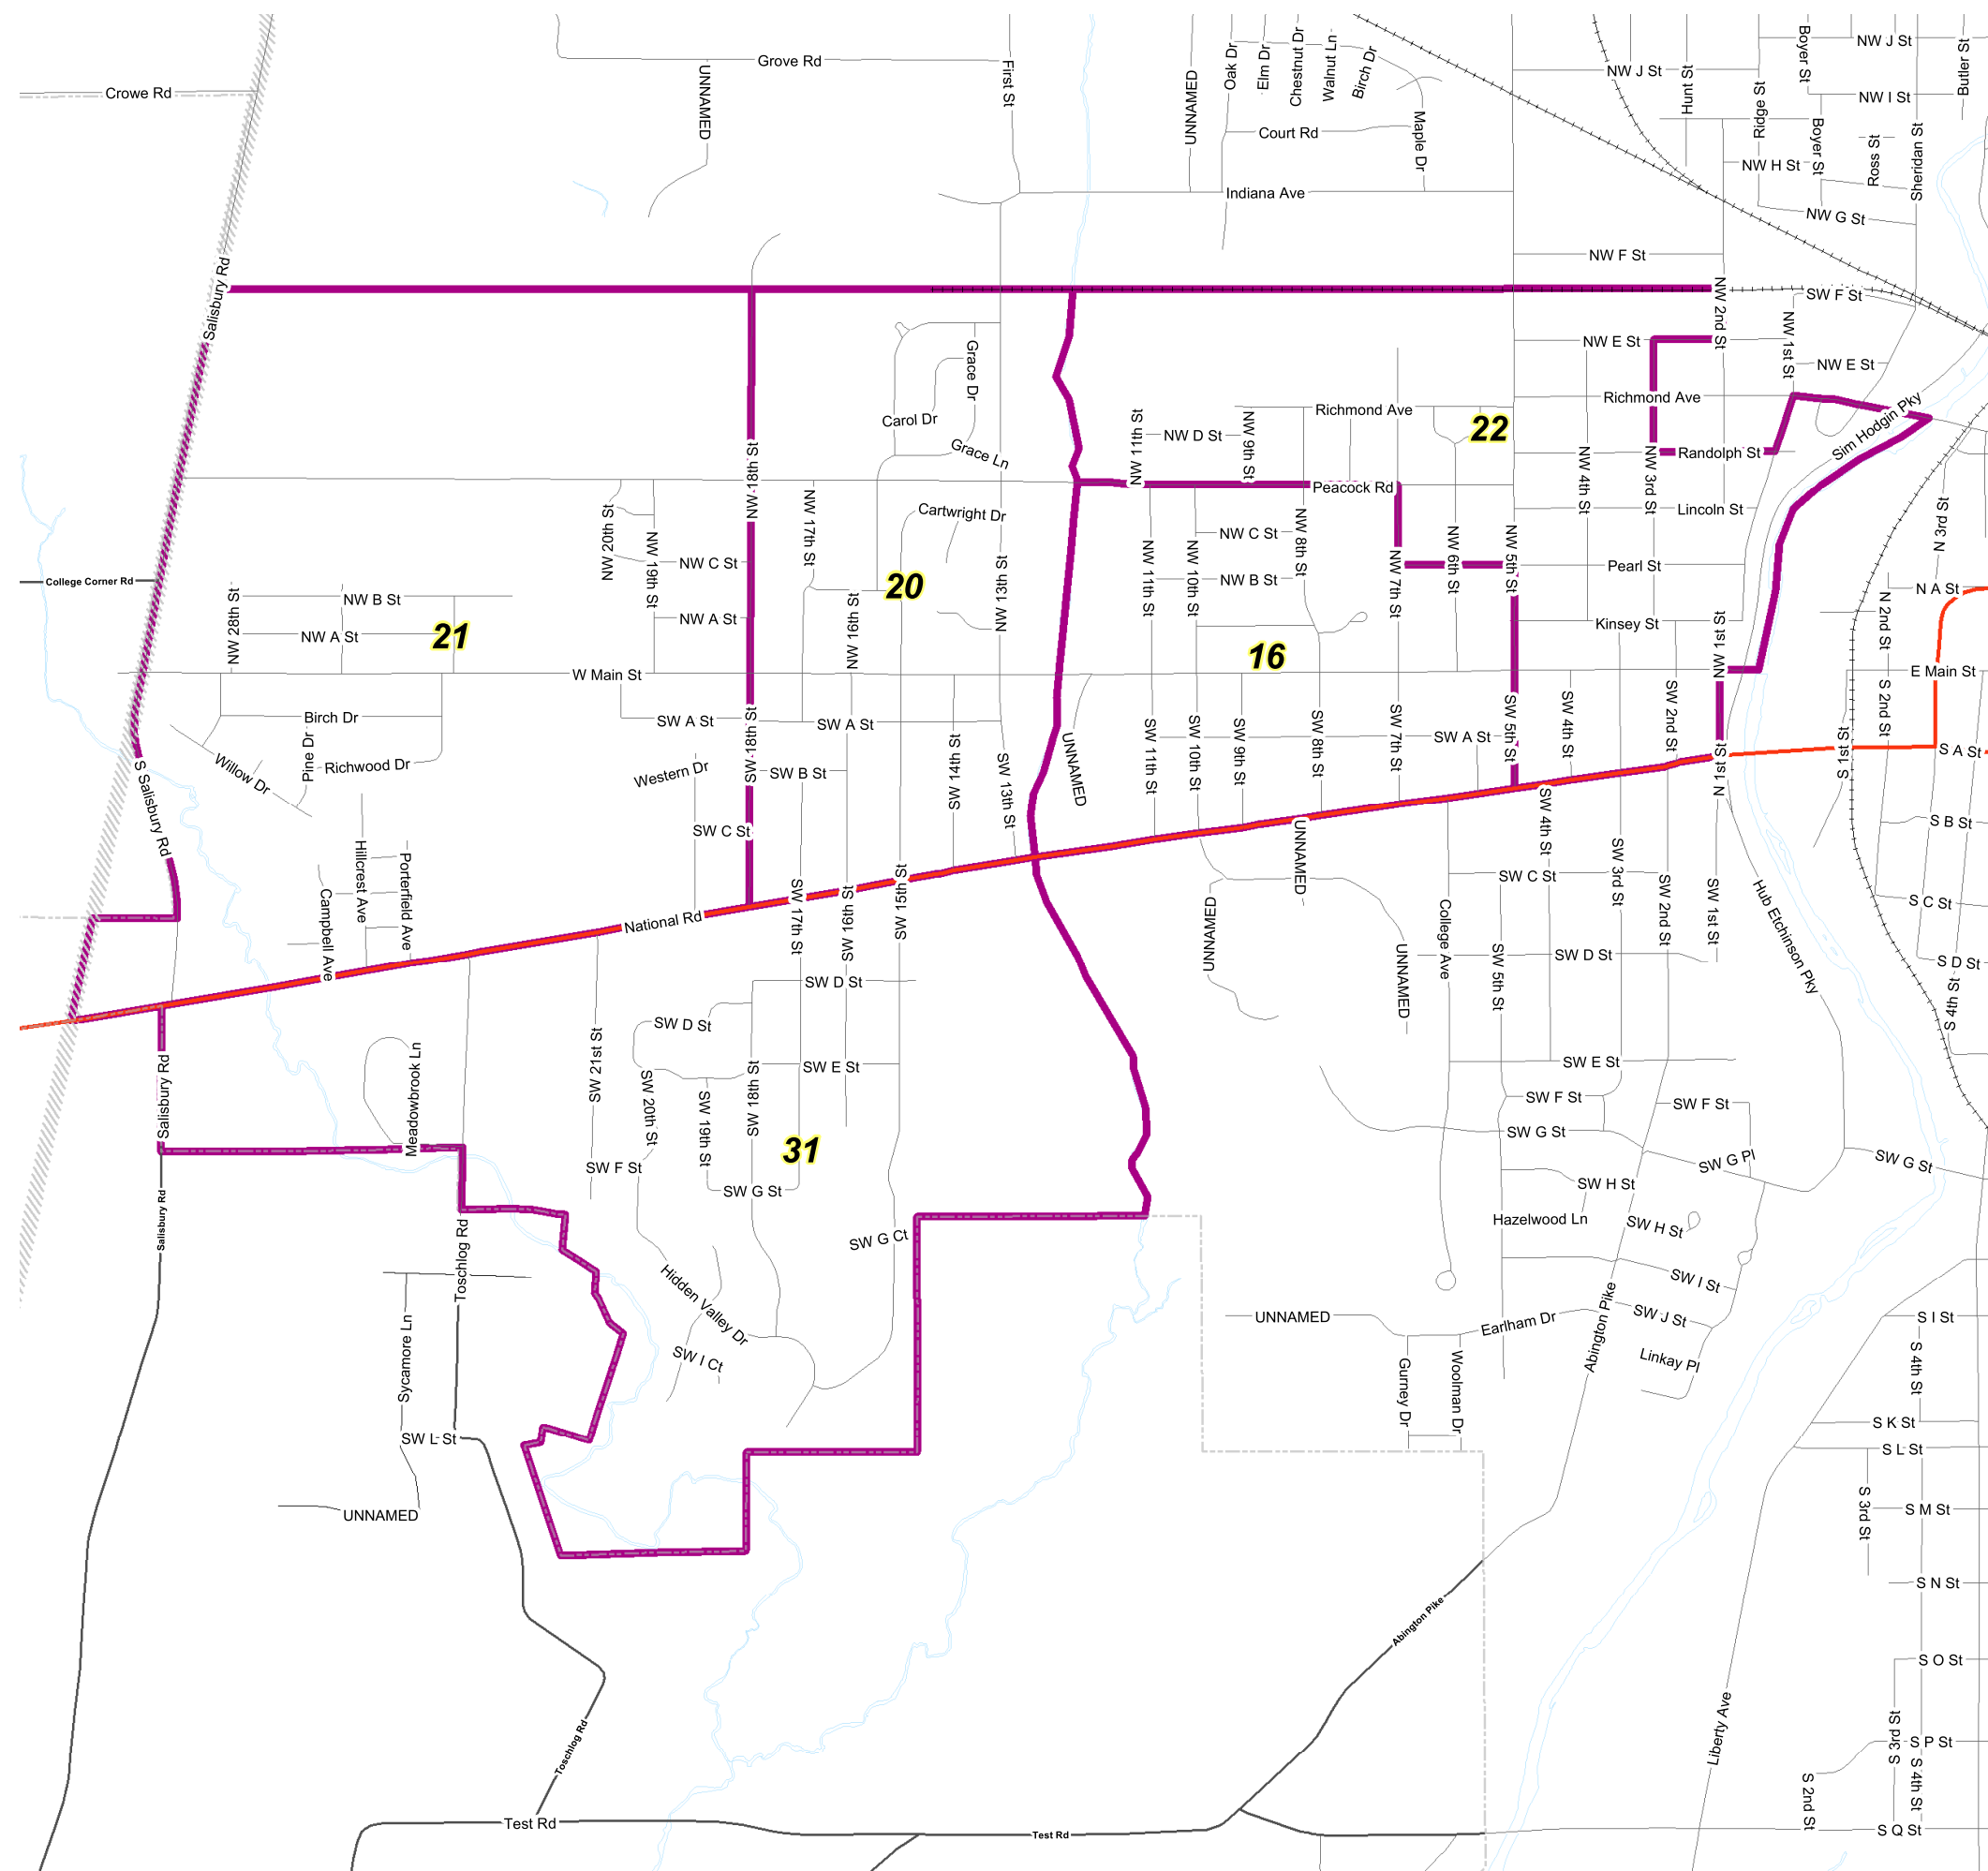 Crowe Rd
Grove Rd
UNNAMED
First St
UNNAMED
Oak Dr
Elm Dr
Chestnut Dr
Walnut Ln
Birch Dr
Court Rd
Maple Dr
Indiana Ave
NW J St
Hunt St
Ridge St
Boyer St
NW J St
Butler St
NW I St
Boyer St
NW H St
Ross St
Sheridan St
NW G St
NW F St
Salisbury Rd
NW 2nd St
SW F St
NW 1st St
NW E St
NW E St
Grace Dr
Carol Dr
Grace Ln
NW 18th St
NW 11th St
NW D St
NW 9th St
Richmond Ave
22
Richmond Ave
Randolph St
Sim Hodgin Pky
Peacock Rd
NW 4th St
NW 3rd St
Lincoln St
N 3rd St
NW 20th St
NW 19th St
NW C St
NW 17th St
Cartwright Dr
NW 13th St
NW 11th St
NW 10th St
NW C St
NW 8th St
NW B St
NW 7th St
NW 6th St
NW 5th St
Pearl St
College Corner Rd
NW 28th St
NW B St
NW A St
21
NW A St
20
NW 16th St
Kinsey St
NW 1st St
N 2nd St
N A St
W Main St
16
E Main St
Birch Dr
SW A St
SW A St
SW 18th St
Pine Dr
Willow Dr
Richwood Dr
S Salisbury Rd
Western Dr
SW B St
SW C St
SW 14th St
SW 13th St
UNNAMED
SW 11th St
SW 10th St
SW 9th St
SW 8th St
SW 7th St
SW A St
SW 5th St
SW 4th St
SW 2nd St
N 1st St
S 1st St
S 2nd St
S A St
S B St
Hillcrest Ave
Porterfield Ave
Campbell Ave
National Rd
SW 17th St
SW 16th St
SW 15th St
UNNAMED
UNNAMED
UNNAMED
College Ave
SW C St
SW 4th St
SW 3rd St
SW 2nd St
SW 1st St
Hub Etchinson Pky
S C St
SW D St
SW 5th St
SW D St
S D St
S 4th St
Meadowbrook Ln
Salisbury Rd
SW 21st St
SW D St
SW 20th St
SW 19th St
SW 18th St
SW E St
SW E St
31
SW F St
SW G St
SW F St
SW F St
SW G St
SW G Pl
SW G St
SW H St
Hazelwood Ln
SW H St
SW G Ct
Salisbury Rd
Toschlog Rd
Hidden Valley Dr
SW I Ct
SW I St
Abington Pike
UNNAMED
Earlham Dr
SW J St
Linkay Pl
S I St
S 4th St
Sycamore Ln
Gurney Dr
Woolman Dr
SW L St
S K St
S L St
UNNAMED
S 3rd St
S M St
S N St
Abington Pike
S O St
Liberty Ave
S 3rd St
S P St
Toschlog Rd
S 2nd St
S 4th St
Test Rd
Test Rd
S Q St